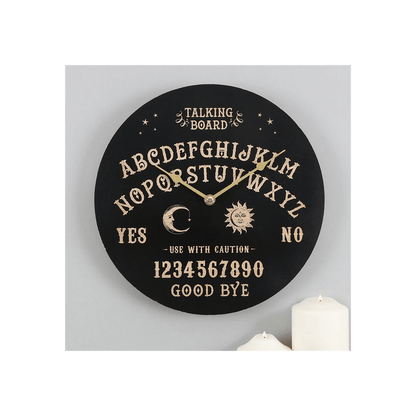 TALKING
BOARD
ABCDEFGHIJKLM
NOPQRSTUVWXYZ
YES NO
~USE WITH CAUTION~
1234567890
GOOD BYE